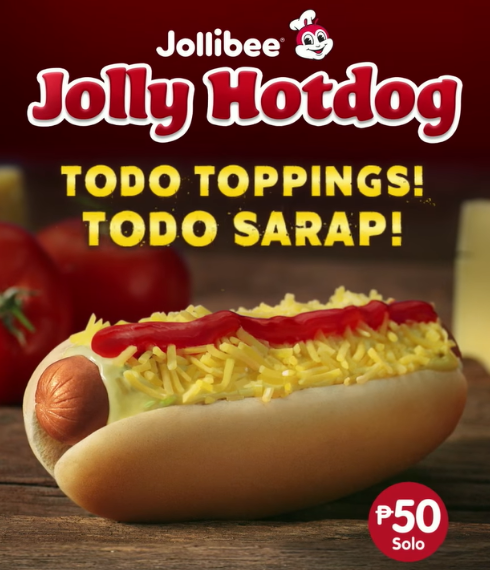 Jollibee®
Jolly Hotdog
TODO TOPPINGS!
TODO SARAP!
₱50
Solo